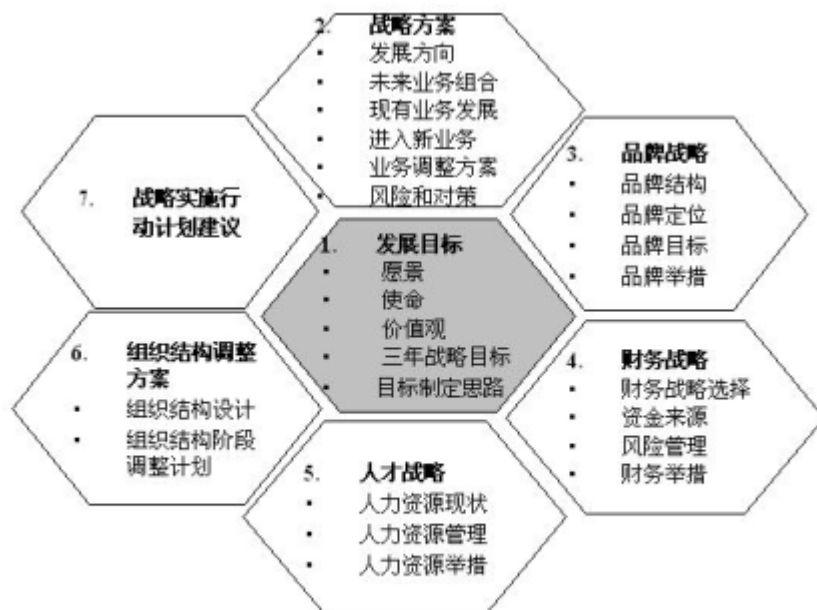 1. 发展目标
▪ 愿景
▪ 使命
▪ 价值观
▪ 三年战略目标
▪ 目标制定思路
2. 战略方案
▪ 发展方向
▪ 未来业务组合
▪ 现有业务发展
▪ 进入新业务
▪ 业务调整方案
▪ 风险和对策
3. 品牌战略
▪ 品牌结构
▪ 品牌定位
▪ 品牌目标
▪ 品牌举措
4. 财务战略
▪ 财务战略选择
▪ 资金来源
▪ 风险管理
▪ 财务举措
5. 人才战略
▪ 人力资源现状
▪ 人力资源管理
▪ 人力资源举措
6. 组织结构调整
方案
▪ 组织结构设计
▪ 组织结构阶段
调整计划
7. 战略实施行
动计划建议